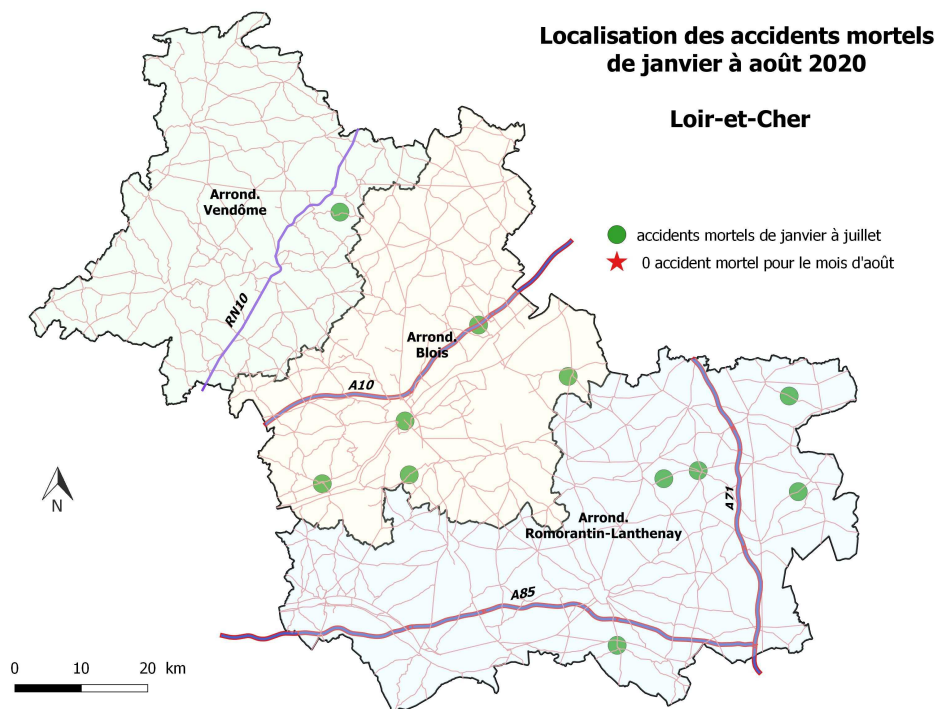 Localisation des accidents mortels
de janvier à août 2020
Loir-et-Cher
Arrond.
Vendôme
RN10
accidents mortels de janvier à juillet
0 accident mortel pour le mois d'août
Arrond.
Blois
A10
A71
N
Arrond.
Romorantin-Lanthenay
A85
0 10 20 km